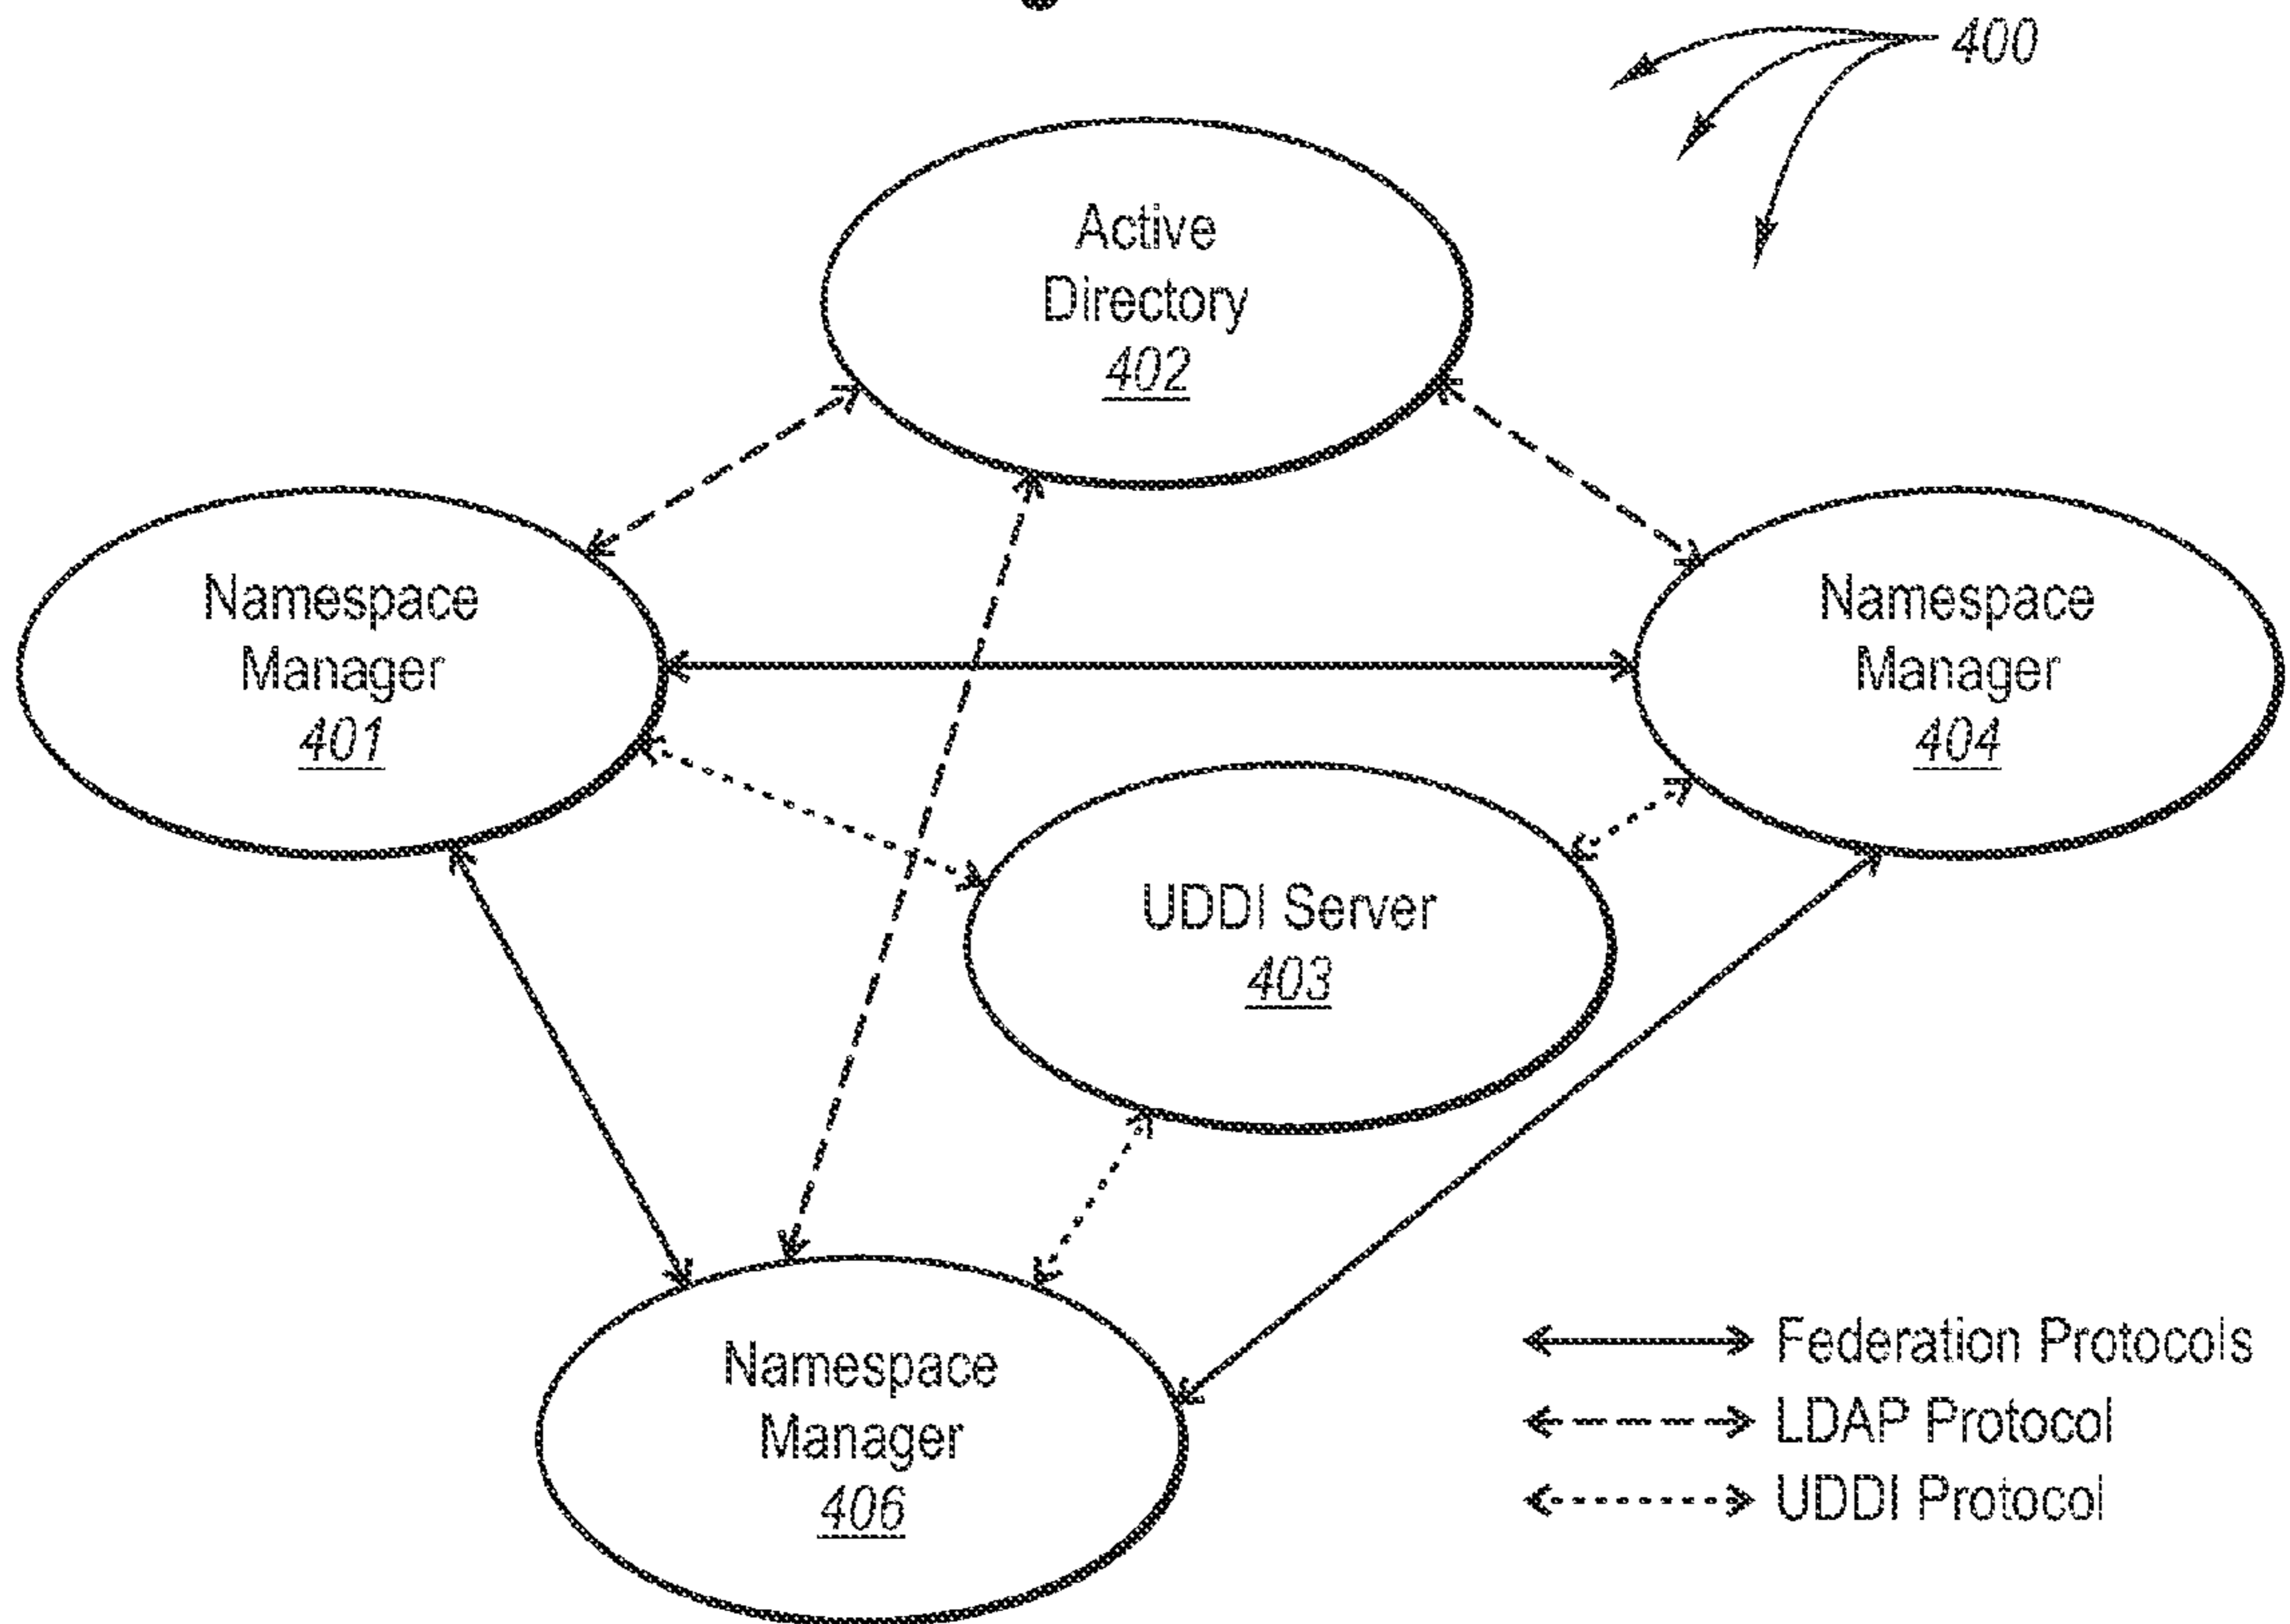 400
Active
Directory
402
Namespace
Manager
401
Namespace
Manager
404
UDDI Server
403
Namespace
Manager
406
Federation Protocols
LDAP Protocol
UDDI Protocol